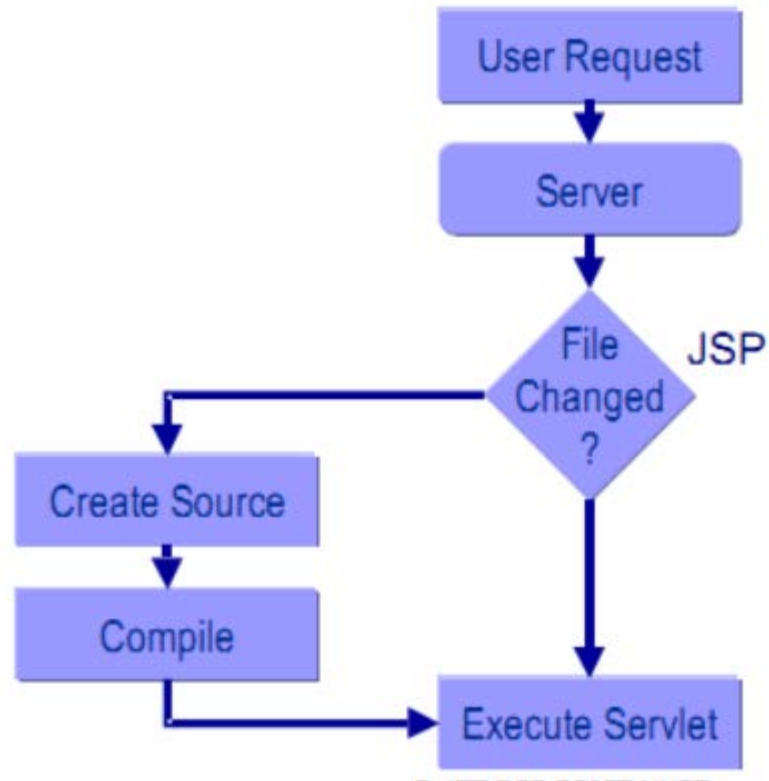 User Request
Server
File
Changed
?
JSP
Create Source
Compile
Execute Servlet